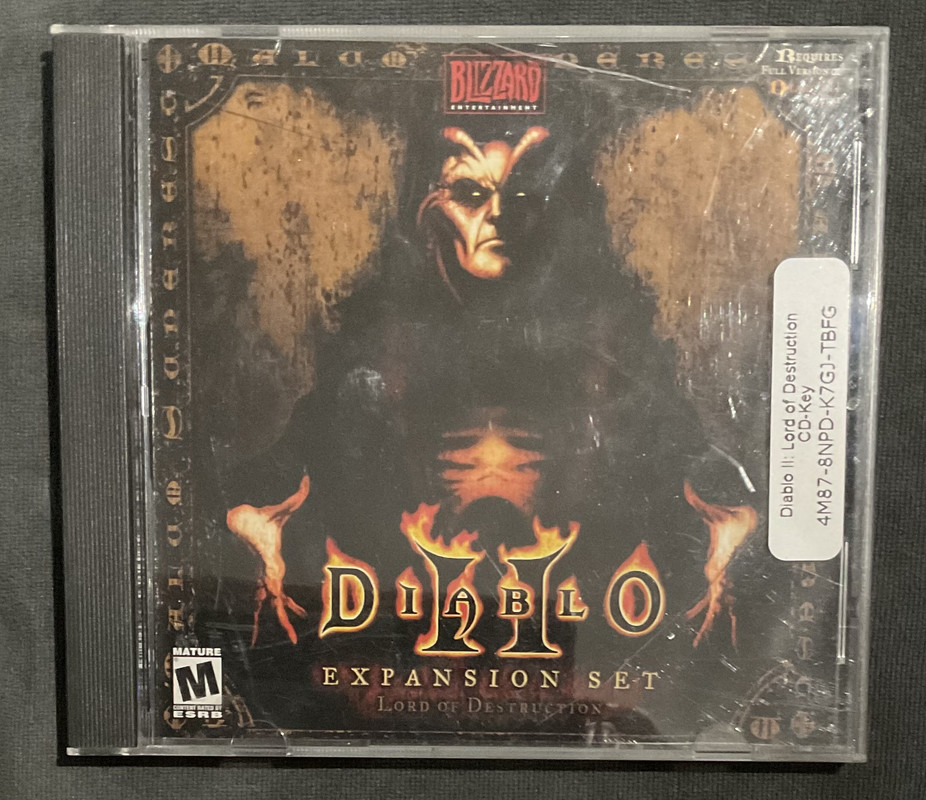 BLIZZARD
ENTERTAINMENT
REQUIRES
FULL VERSION OF
DIABLO
II
EXPANSION SET
LORD OF DESTRUCTION
MATURE
M
CONTENT RATED BY
ESRB
Diablo II: Lord of Destruction
CD-Key
4M87-8NPD-K7GJ-TBFG